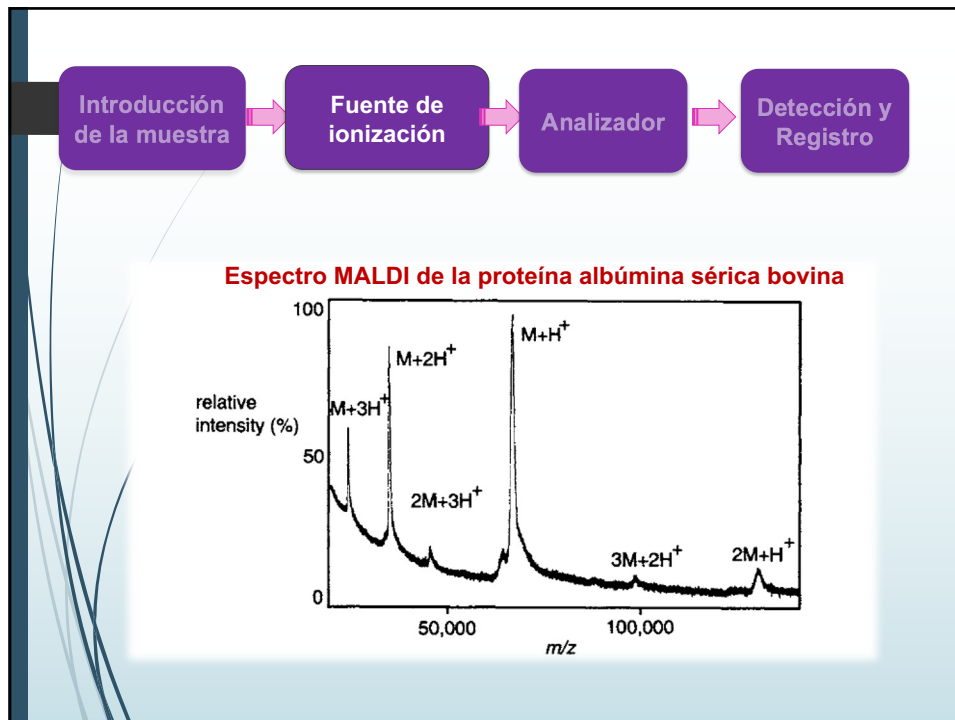 Introducción
de la muestra
Fuente de
ionización
Analizador
Detección y
Registro
Espectro MALDI de la proteína albúmina sérica bovina
100
M+H+
M+2H+
relative
intensity (%)
M+3H+
50
2M+3H+
3M+2H+
2M+H+
0
50,000
100,000
m/z